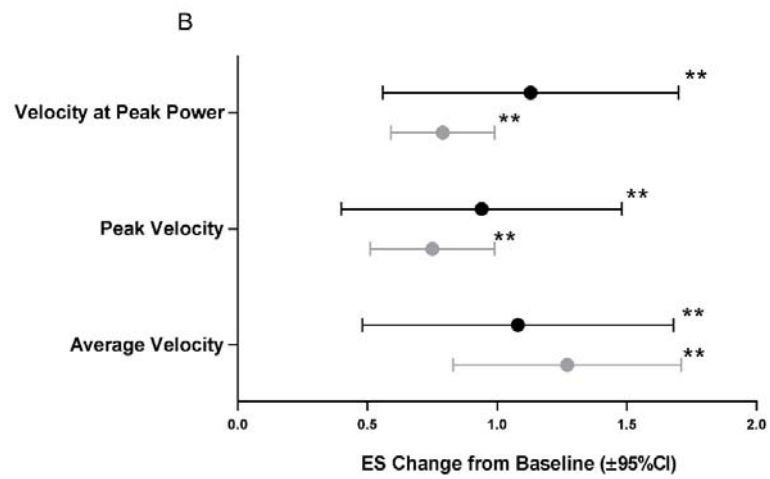 B
Velocity at Peak Power
**
**
Peak Velocity
**
**
Average Velocity
**
**
0.0 0.5 1.0 1.5 2.0
ES Change from Baseline (±95%CI)